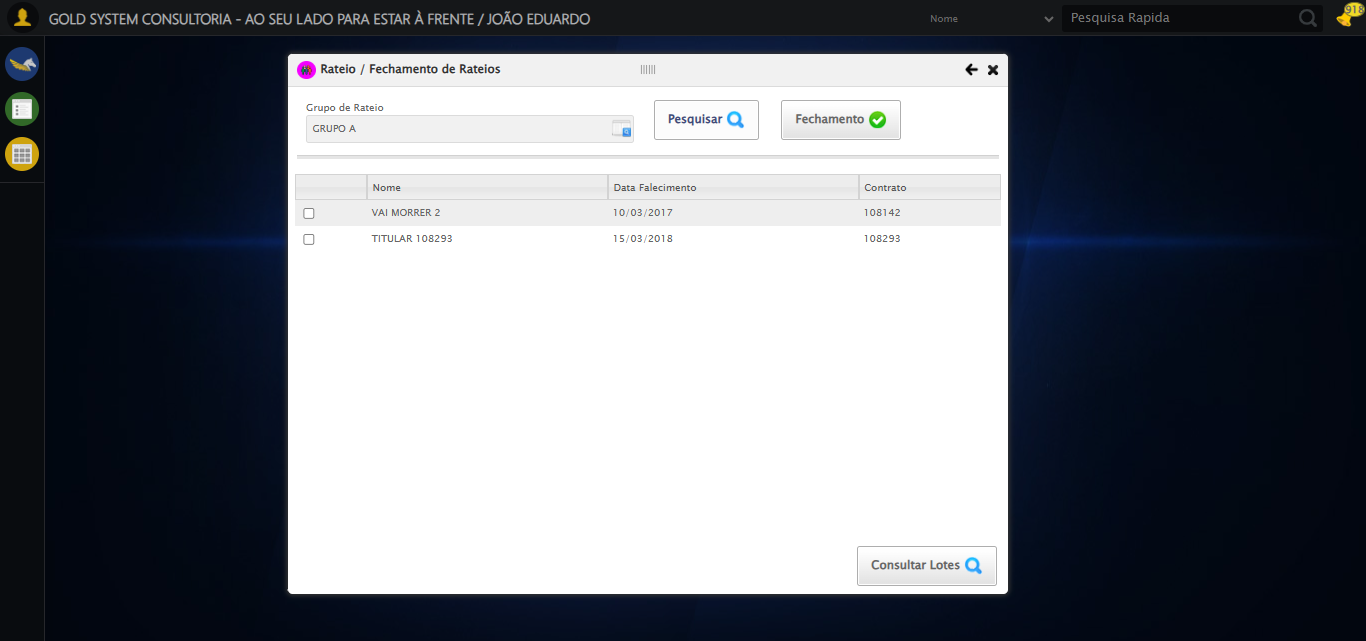 GOLD SYSTEM CONSULTORIA - AO SEU LADO PARA ESTAR À FRENTE / JOÃO EDUARDO
Nome
Pesquisa Rapida
918
Rateio / Fechamento de Rateios
Grupo de Rateio
GRUPO A
Pesquisar
Fechamento
Nome Data Falecimento Contrato
VAI MORRER 2 10/03/2017 108142
TITULAR 108293 15/03/2018 108293
Consultar Lotes